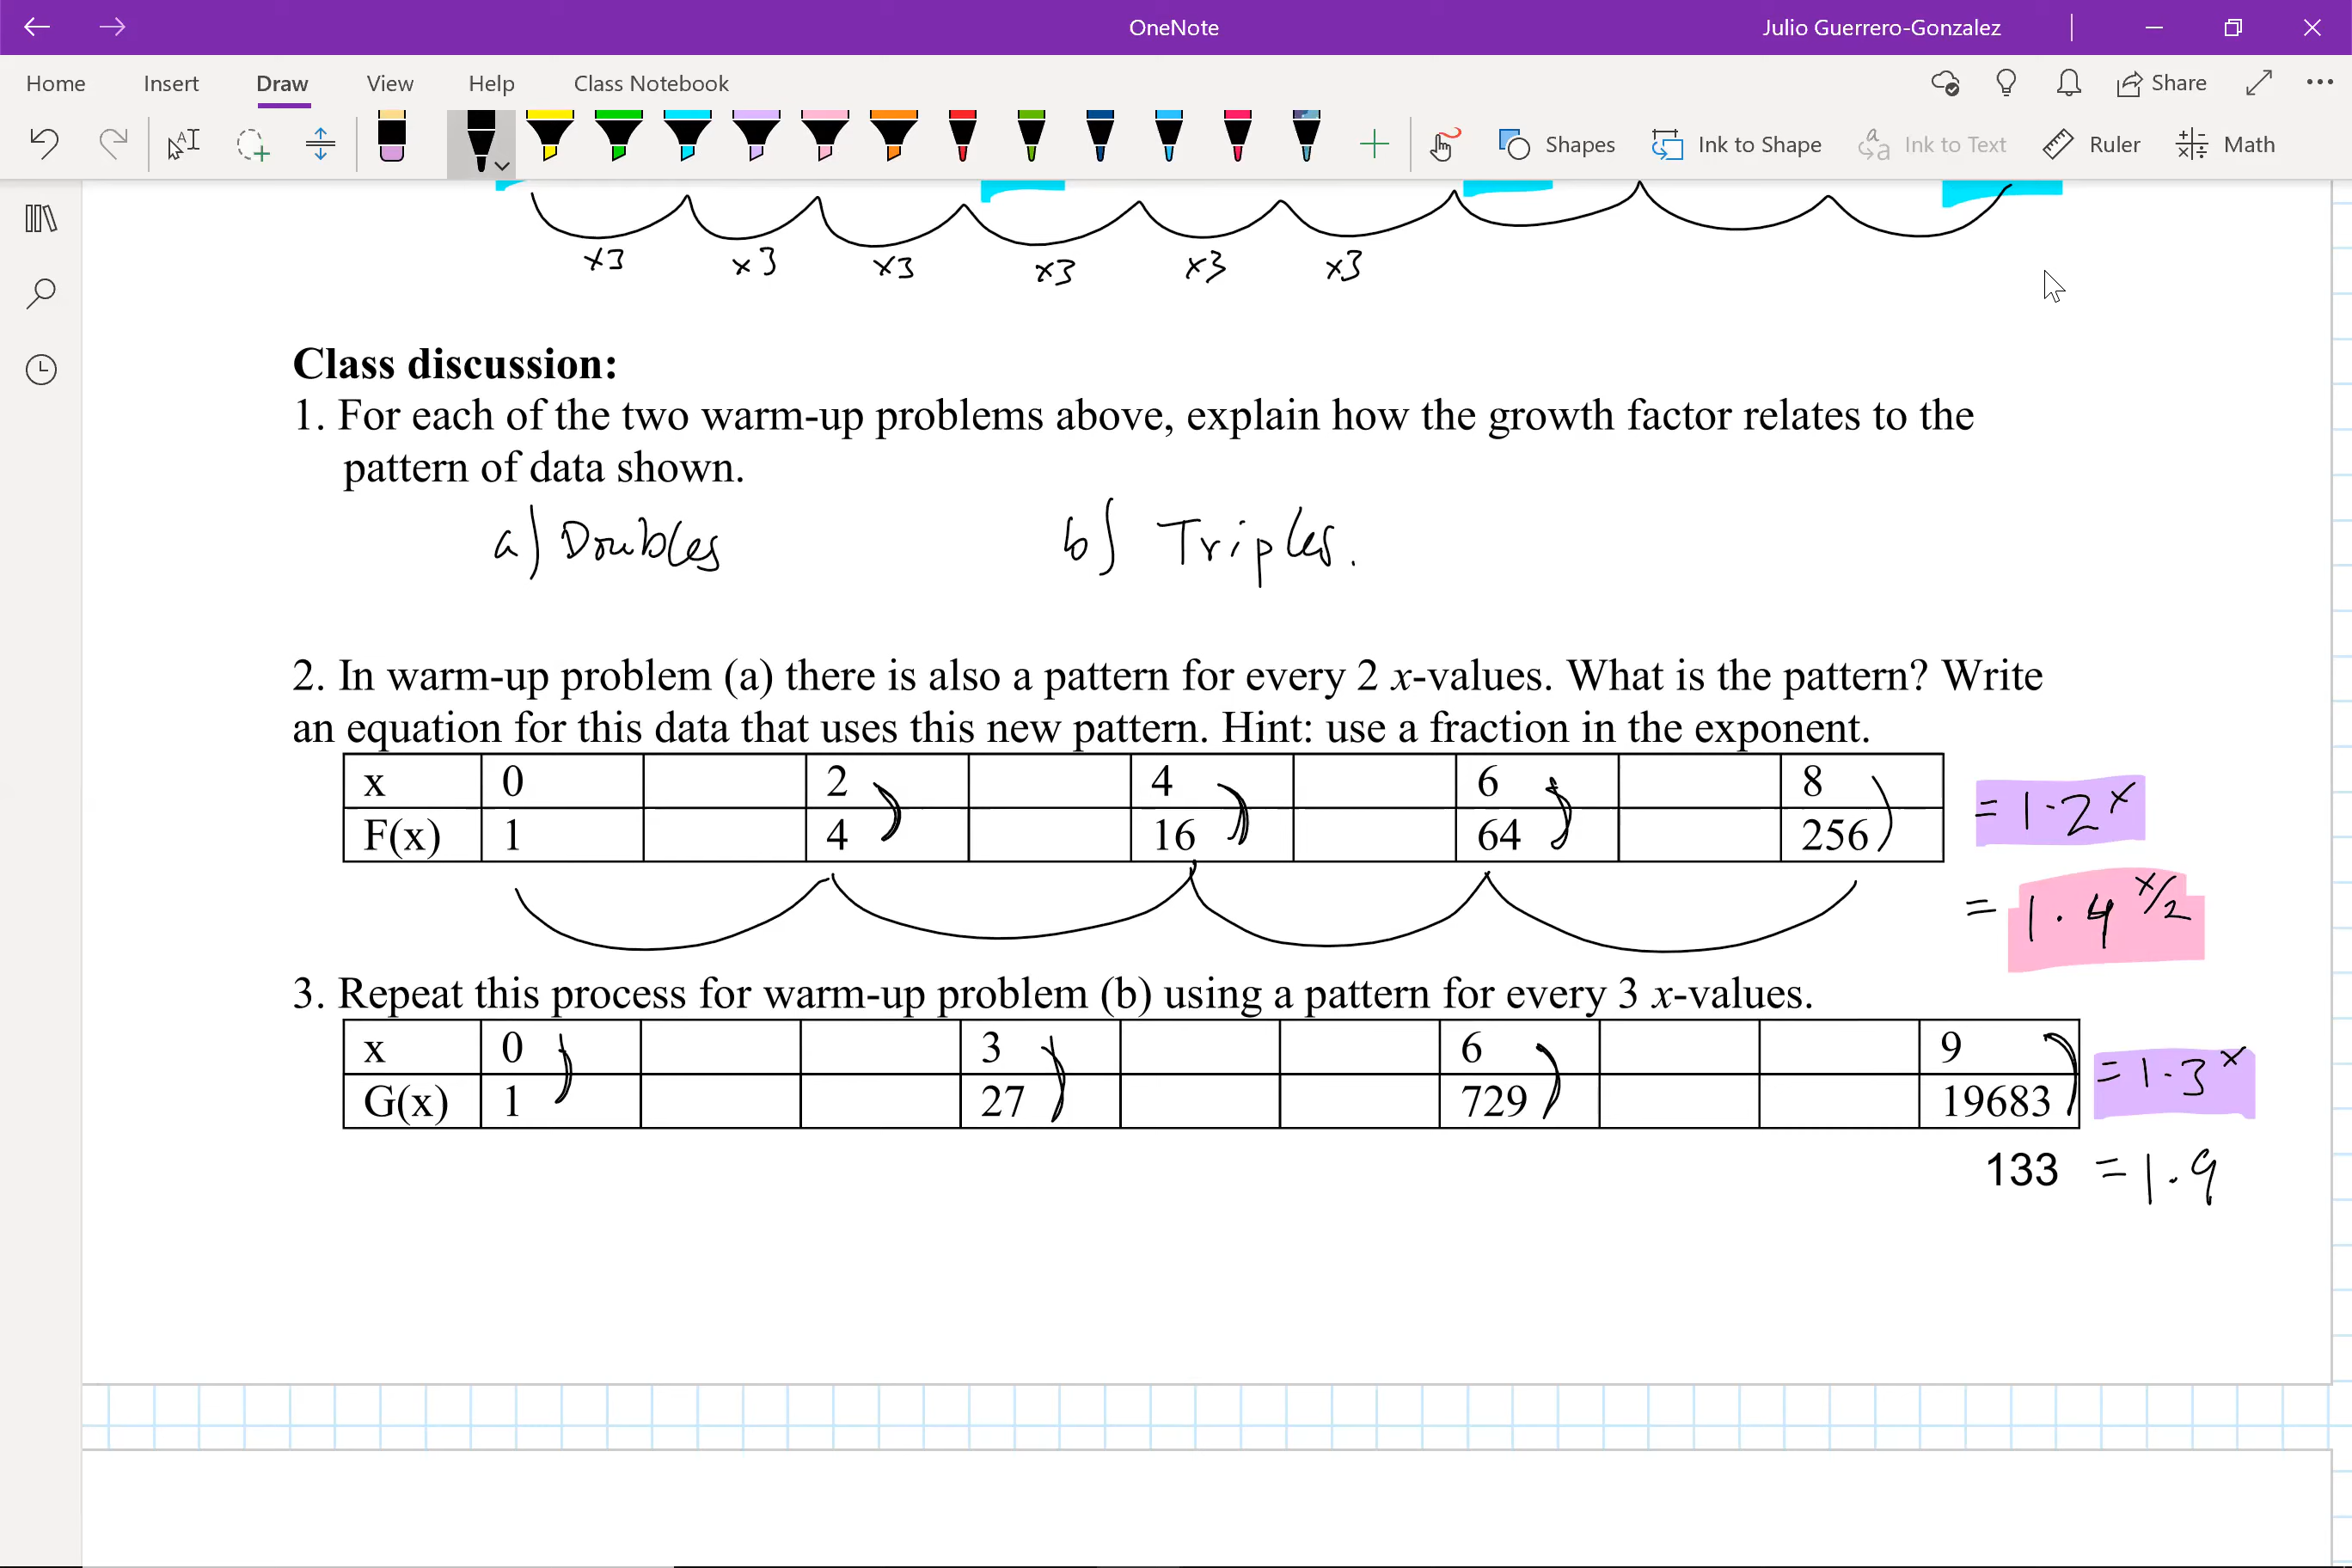 OneNote
Julio Guerrero-Gonzalez
Home Insert Draw View Help Class Notebook
Share
Shapes Ink to Shape Ink to Text Ruler Math
x3 x3 x3 x3 x3 x3
Class discussion:
1. For each of the two warm-up problems above, explain how the growth factor relates to the
pattern of data shown.
a) Doubles b) Triples.
2. In warm-up problem (a) there is also a pattern for every 2 x-values. What is the pattern? Write
an equation for this data that uses this new pattern. Hint: use a fraction in the exponent.
x 0 2 4 6 8
F(x) 1 4 16 64 256
= 1·2^x
= 1·4^x/2
3. Repeat this process for warm-up problem (b) using a pattern for every 3 x-values.
x 0 3 6 9
G(x) 1 27 729 19683
= 1·3^x
133
= 1·9